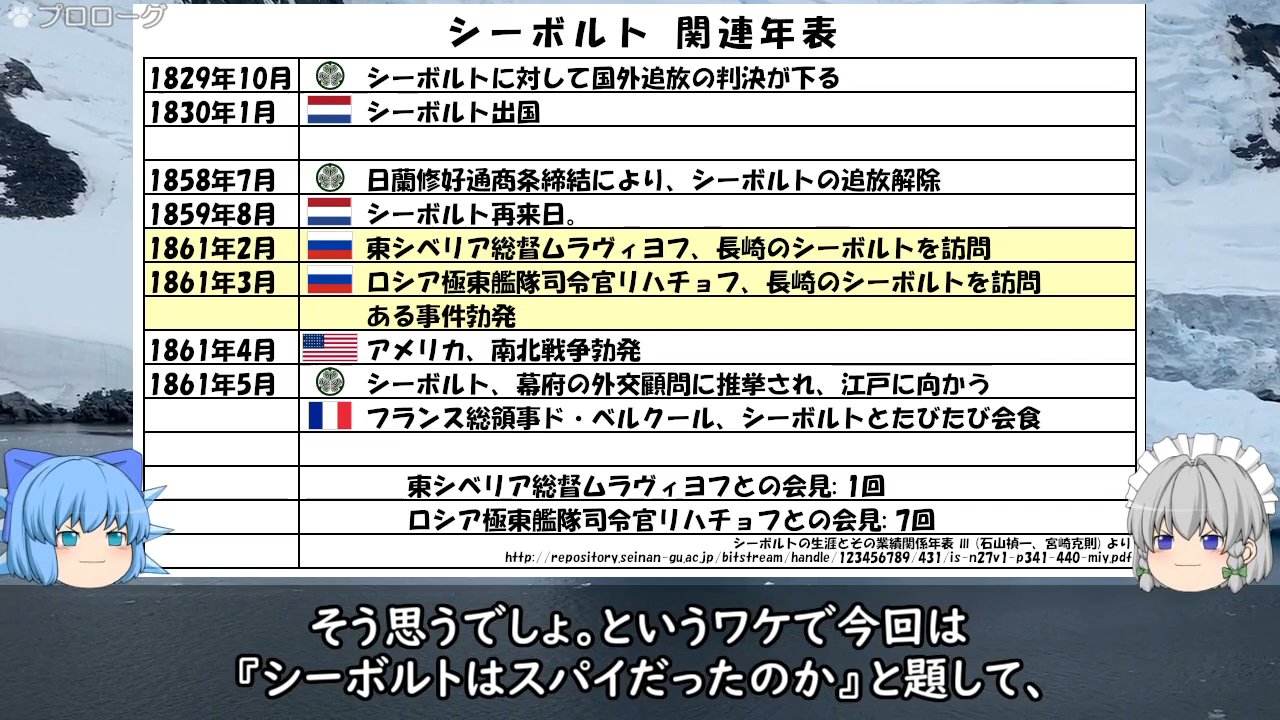 プロローグ
シーボルト 関連年表
1829年10月 シーボルトに対して国外追放の判決が下る
1830年1月 シーボルト出国
1858年7月 日蘭修好通商条締結により、シーボルトの追放解除
1859年8月 シーボルト再来日。
1861年2月 東シベリア総督ムラヴィヨフ、長崎のシーボルトを訪問
1861年3月 ロシア極東艦隊司令官リハチョフ、長崎のシーボルトを訪問
ある事件勃発
1861年4月 アメリカ、南北戦争勃発
1861年5月 シーボルト、幕府の外交顧問に推挙され、江戸に向かう
フランス総領事ド・ベルクール、シーボルトとたびたび会食
東シベリア総督ムラヴィヨフとの会見: 1回
ロシア極東艦隊司令官リハチョフとの会見: 7回
シーボルトの生涯とその業績関係年表 III (石山禎一、宮崎克則) より
http://repository.seinan-gu.ac.jp/bitstream/handle/123456789/431/is-n27v1-p341-440-miy.pdf
そう思うでしょ。というワケで今回は
『シーボルトはスパイだったのか』と題して、